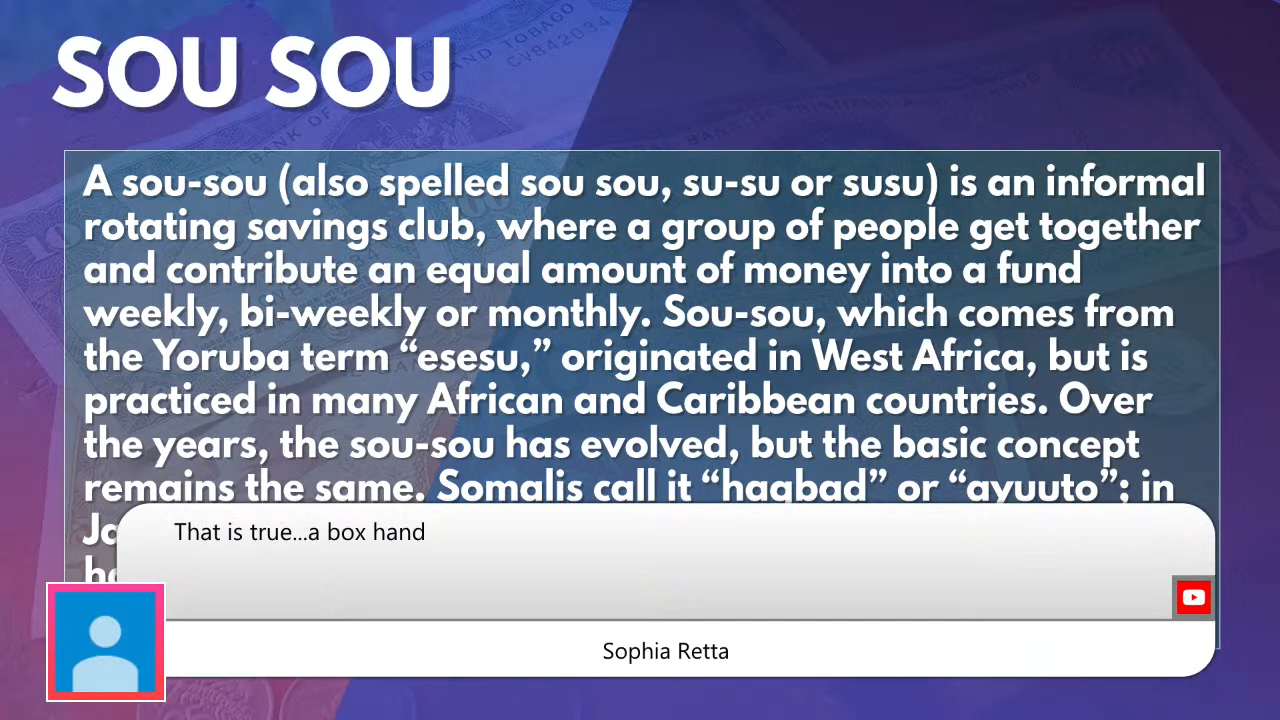 SOU SOU
A sou-sou (also spelled sou sou, su-su or susu) is an informal
rotating savings club, where a group of people get together
and contribute an equal amount of money into a fund
weekly, bi-weekly or monthly. Sou-sou, which comes from
the Yoruba term “esesu,” originated in West Africa, but is
practiced in many African and Caribbean countries. Over
the years, the sou-sou has evolved, but the basic concept
remains the same. Somalis call it “hagbad” or “ayuuto”; in
That is true...a box hand
Sophia Retta